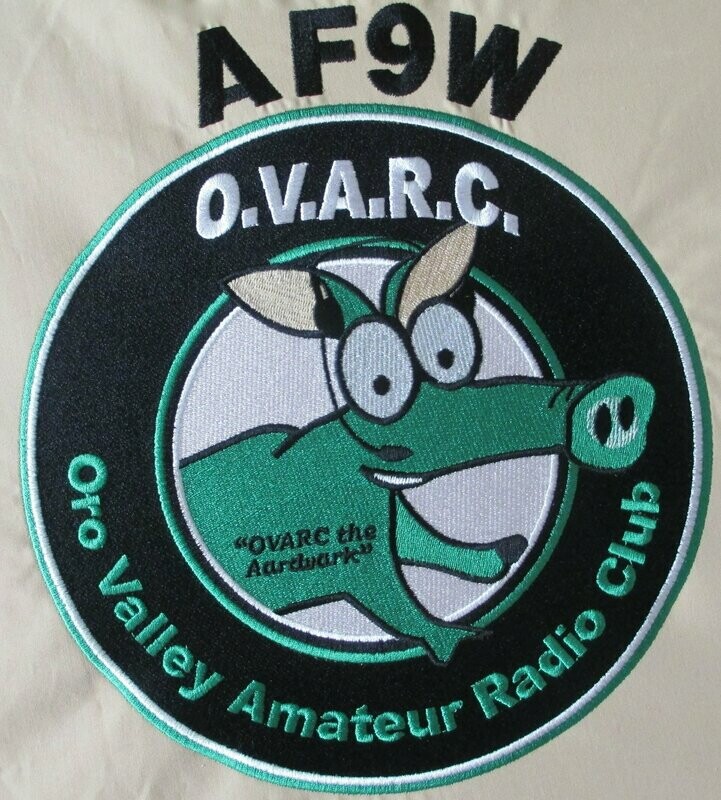 AF9W
O.V.A.R.C.
"OVARC the
Aardvark"
Oro Valley Amateur Radio Club